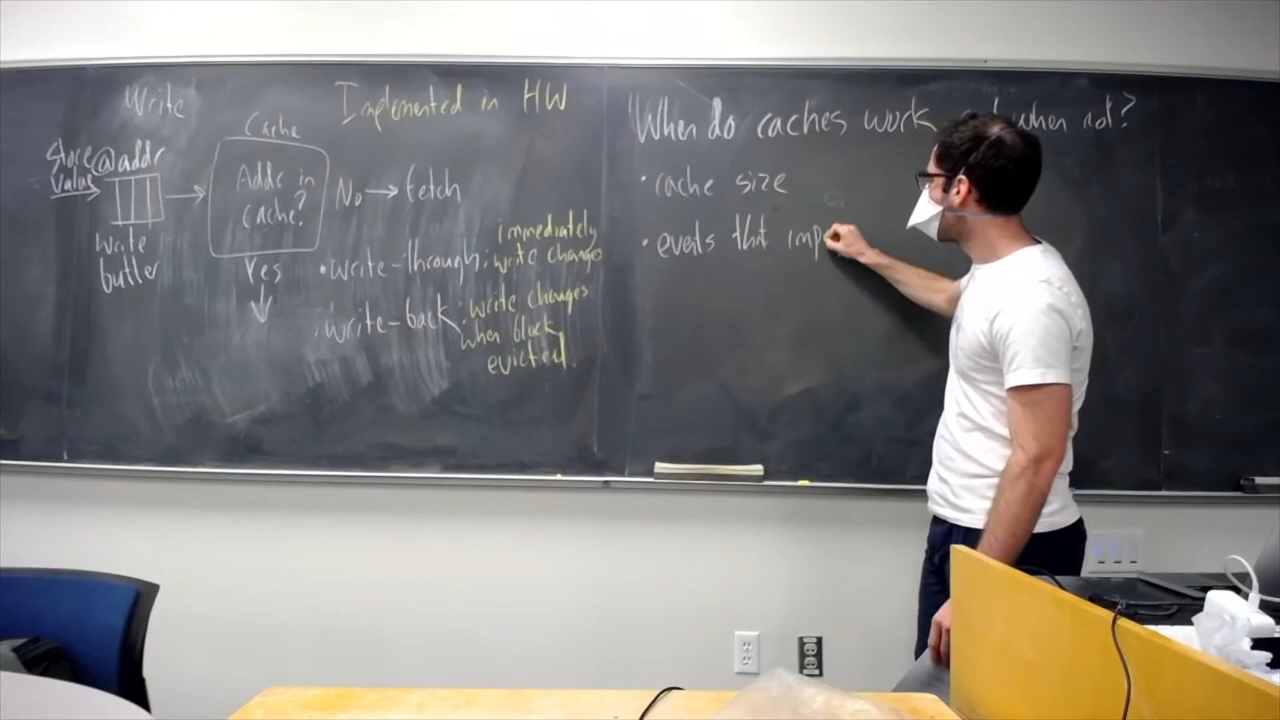 Write
Implemented in HW
Cache
store @addr
value
Addr in
cache?
No → fetch
write
buffer
Yes
immediately
• write-through: write changes
• write-back: write changes
when block
evicted.
When do caches work when not?
• cache size
• events that imp